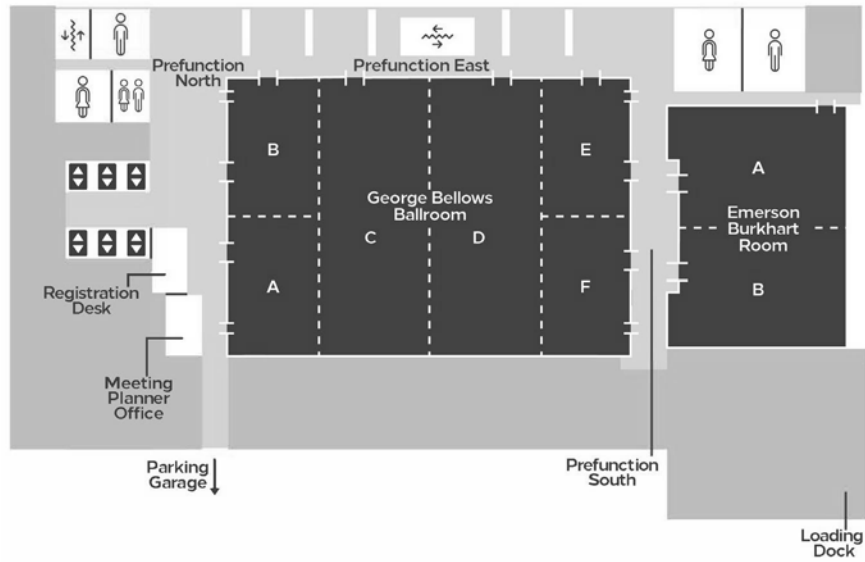 Prefunction
North
Prefunction East
B
E
A
George Bellows
Ballroom
C
D
Emerson
Burkhart
Room
A
F
B
Registration
Desk
Meeting
Planner
Office
Parking
Garage
Prefunction
South
Loading
Dock